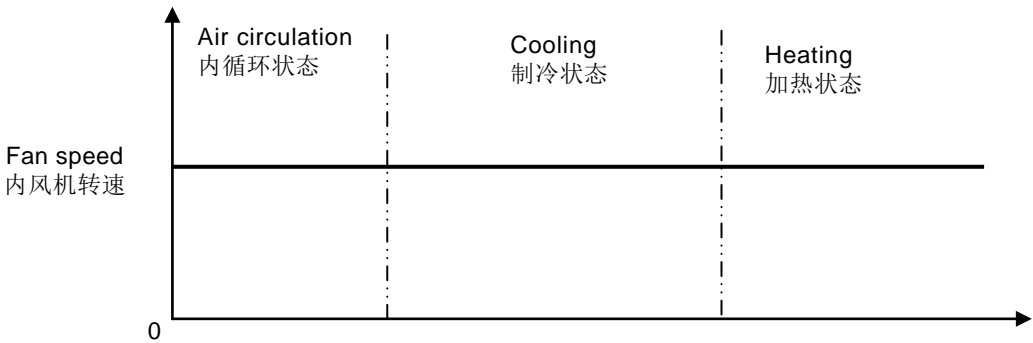 Air circulation
内循环状态
Cooling
制冷状态
Heating
加热状态
Fan speed
内风机转速
0